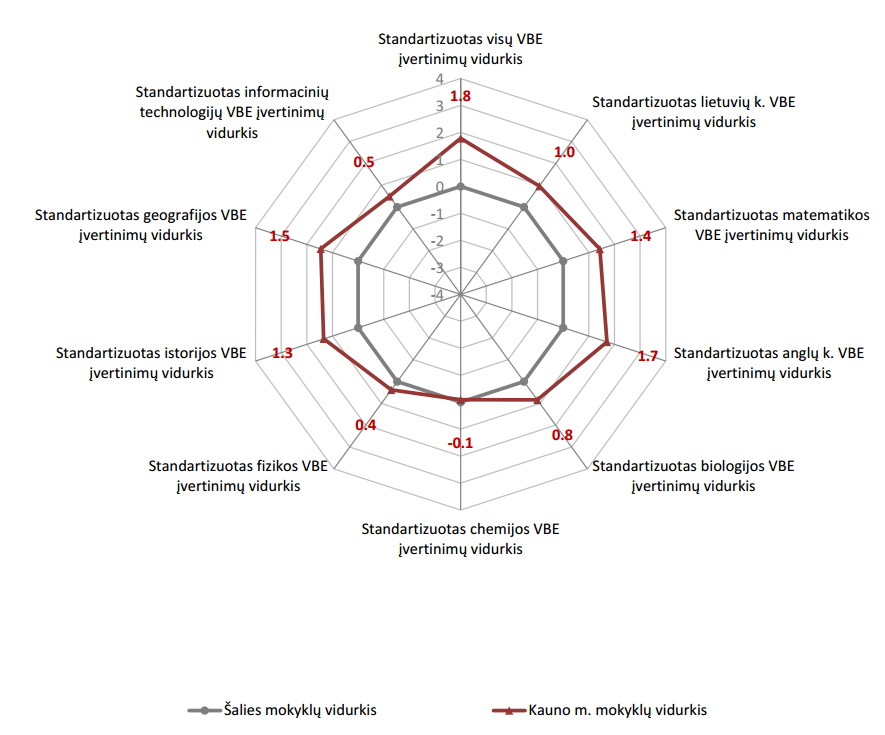 Standartizuotas visų VBE
įvertinimų vidurkis
Standartizuotas informacinių
technologijų VBE įvertinimų
vidurkis
Standartizuotas lietuvių k. VBE
įvertinimų vidurkis
4
1.8
3
2
1
0
-1
-2
-3
-4
0.5
1.0
Standartizuotas geografijos VBE
įvertinimų vidurkis
1.5
1.4
Standartizuotas matematikos
VBE įvertinimų vidurkis
Standartizuotas istorijos VBE
įvertinimų vidurkis
1.3
1.7
Standartizuotas anglų k. VBE
įvertinimų vidurkis
0.4
-0.1
0.8
Standartizuotas fizikos VBE
įvertinimų vidurkis
Standartizuotas biologijos VBE
įvertinimų vidurkis
Standartizuotas chemijos VBE
įvertinimų vidurkis
Šalies mokyklų vidurkis
Kauno m. mokyklų vidurkis